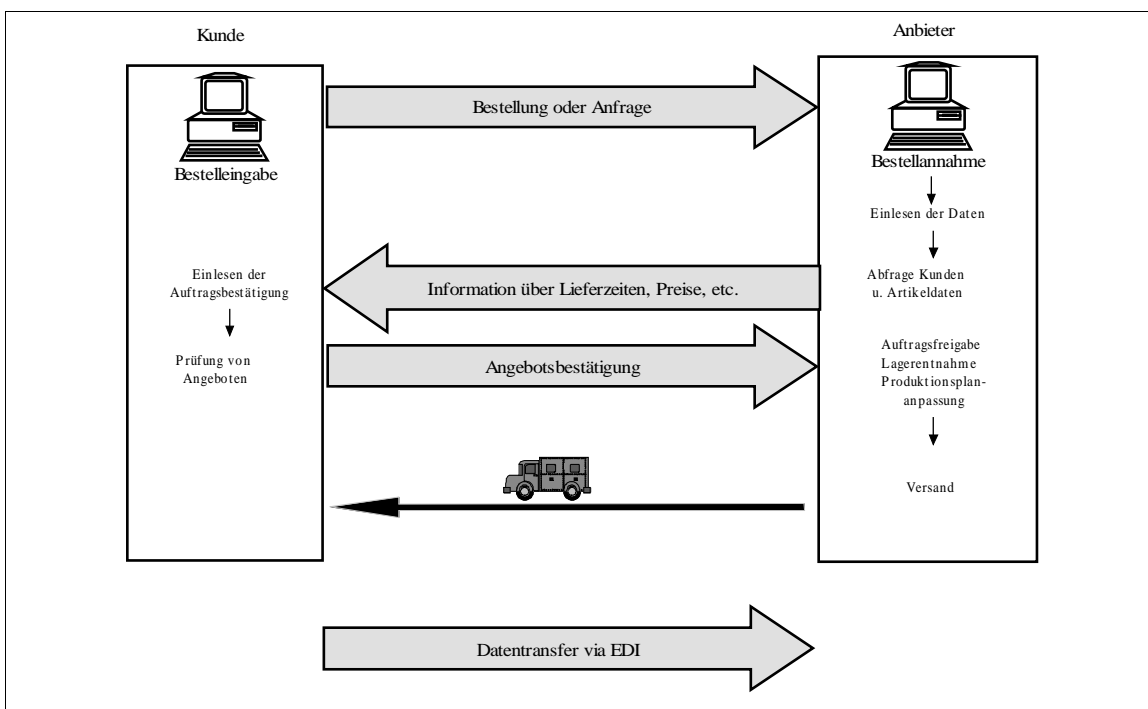 Kunde
Anbieter
Bestellung oder Anfrage
Bestelleingabe
Bestellannahme
Einlesen der Daten
Einlesen der
Auftragsbestätigung
Information über Lieferzeiten, Preise, etc.
Abfrage Kunden
u. Artikeldaten
Prüfung von
Angeboten
Angebotsbestätigung
Auftragsfreigabe
Lagerentnahme
Produktionsplan-
anpassung
Versand
Datentransfer via EDI